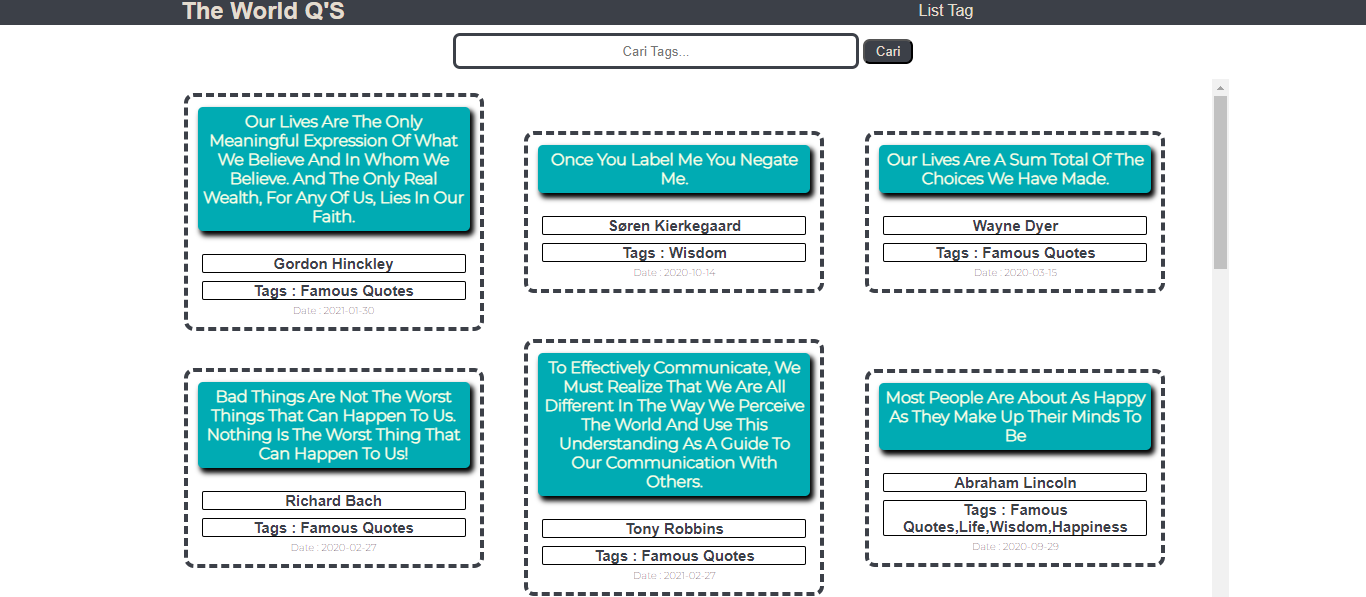 The World Q'S
List Tag
Cari Tags...
Cari
Our Lives Are The Only
Meaningful Expression Of What
We Believe And In Whom We
Believe. And The Only Real
Wealth, For Any Of Us, Lies In Our
Faith.
Gordon Hinckley
Tags : Famous Quotes
Date : 2021-01-30
Once You Label Me You Negate
Me.
Søren Kierkegaard
Tags : Wisdom
Date : 2020-10-14
Our Lives Are A Sum Total Of The
Choices We Have Made.
Wayne Dyer
Tags : Famous Quotes
Date : 2020-03-15
Bad Things Are Not The Worst
Things That Can Happen To Us.
Nothing Is The Worst Thing That
Can Happen To Us!
Richard Bach
Tags : Famous Quotes
Date : 2020-02-27
To Effectively Communicate, We
Must Realize That We Are All
Different In The Way We Perceive
The World And Use This
Understanding As A Guide To
Our Communication With
Others.
Tony Robbins
Tags : Famous Quotes
Date : 2021-02-27
Most People Are About As Happy
As They Make Up Their Minds To
Be
Abraham Lincoln
Tags : Famous
Quotes,Life,Wisdom,Happiness
Date : 2020-09-29